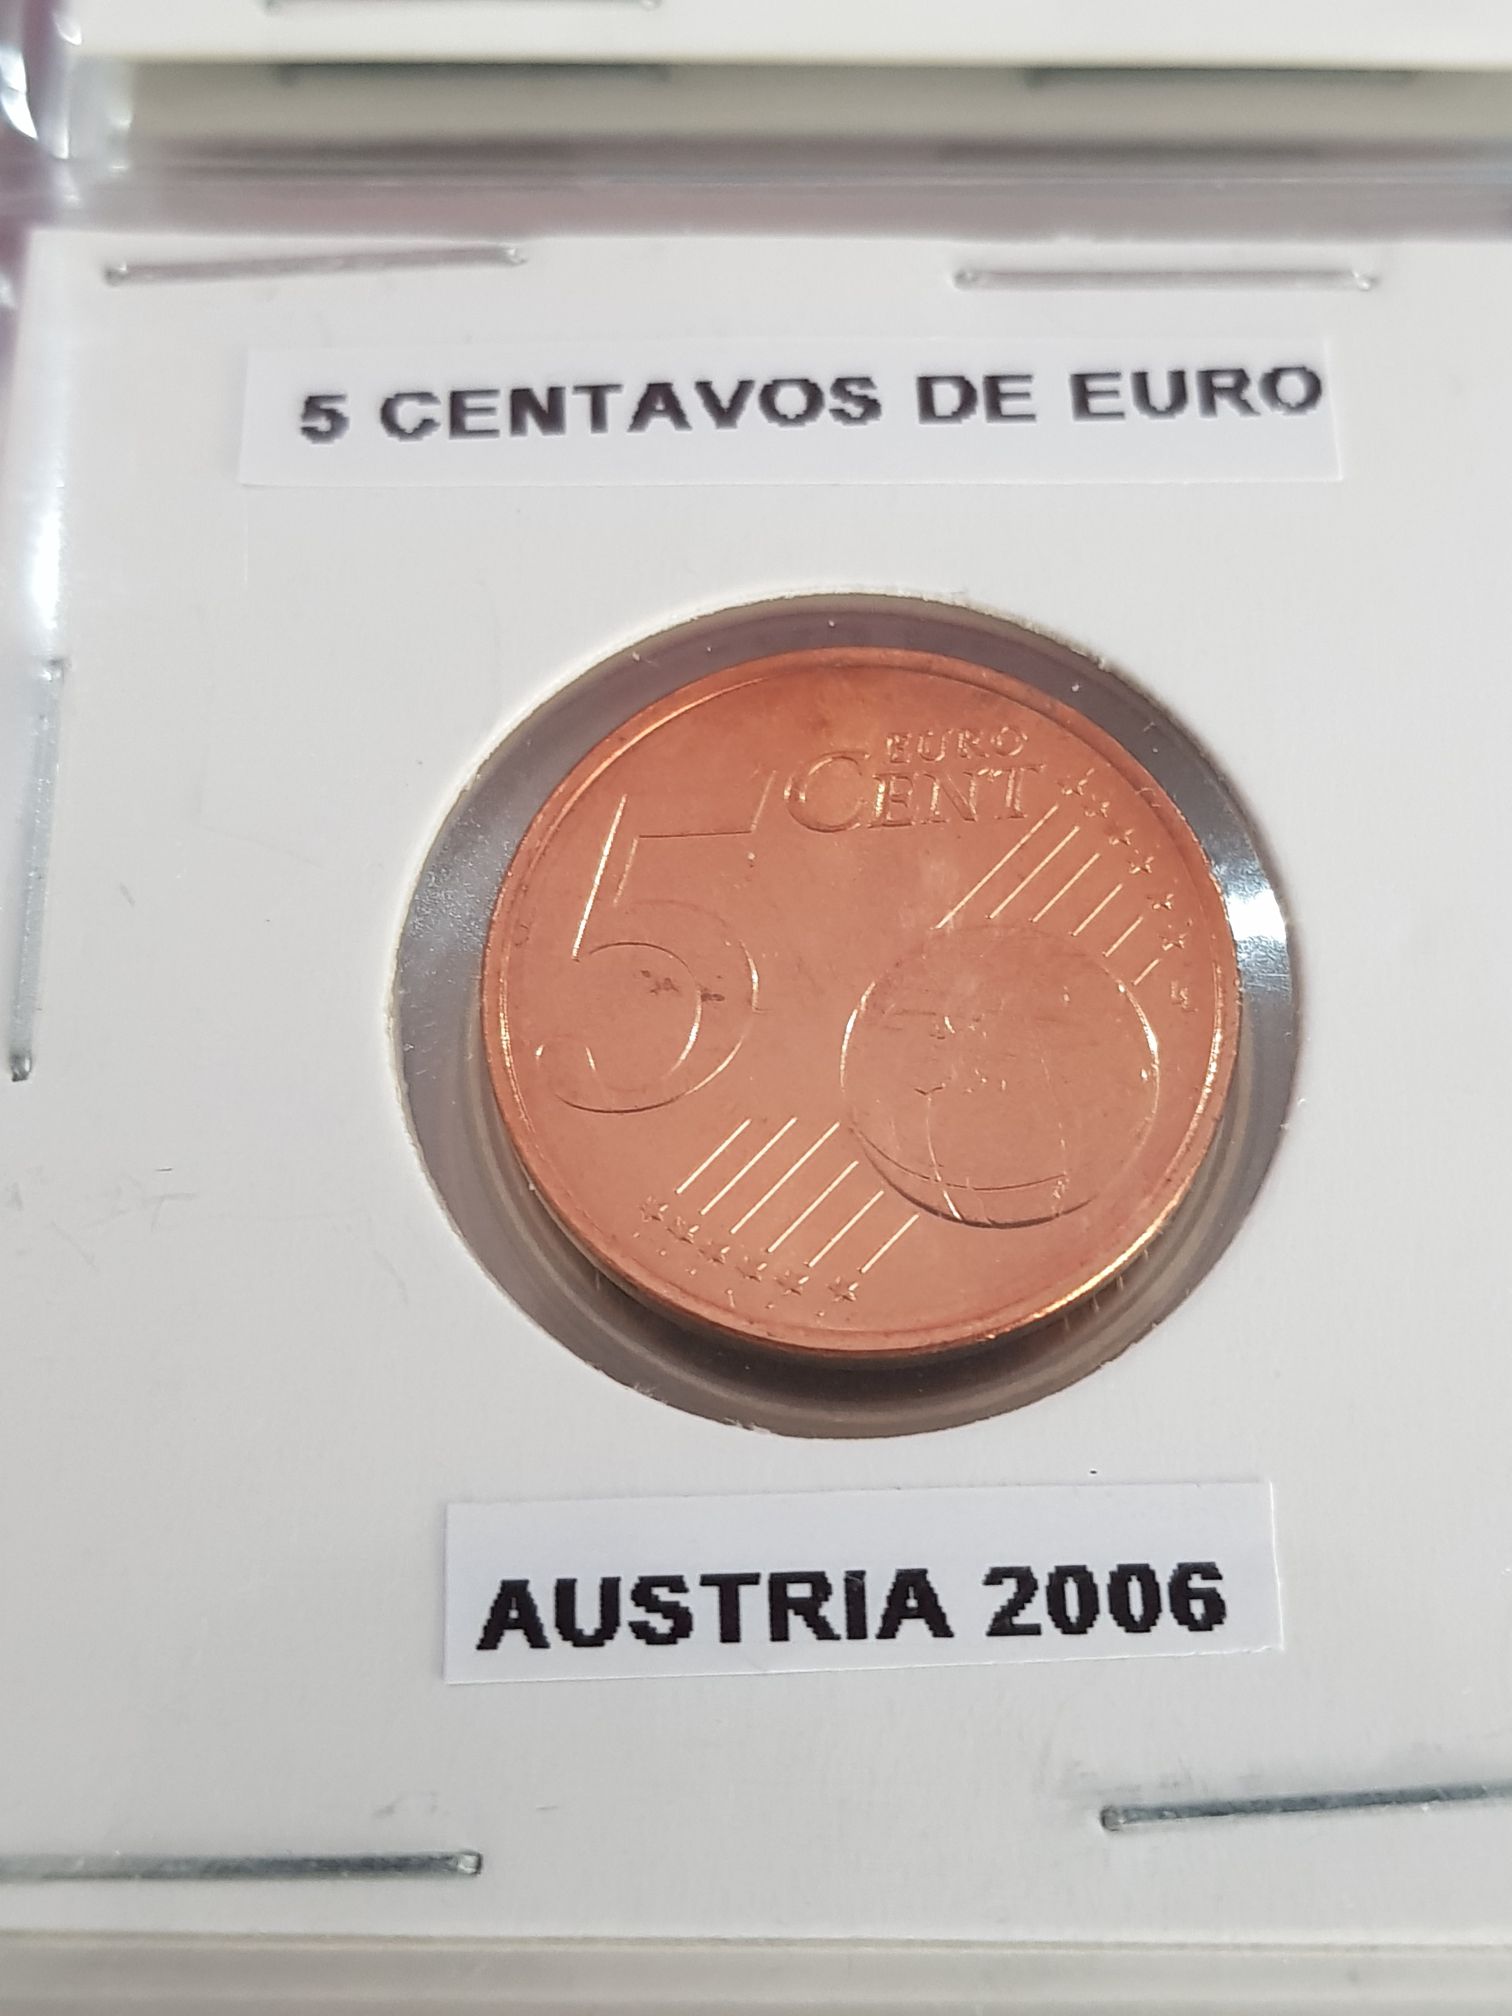 5 CENTAVOS DE EURO
EURO
5 CENT
AUSTRIA 2006